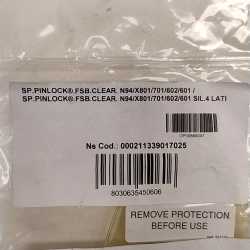 SP.PINLOCK®.FSB.CLEAR. N94/X801/701/602/601 /
SP.PINLOCK®.FSB.CLEAR. N94/X801/701/602/601 SIL.4 LATI
Ns Cod.: 000211339017025
8030635450606
REMOVE PROTECTION
BEFORE USE